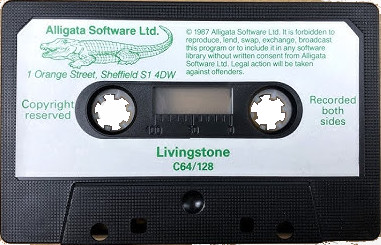 Alligata Software Ltd.
1 Orange Street, Sheffield S1 4DW
© 1987 Alligata Software Ltd. It is forbidden to
reproduce, lend, swap, exchange, broadcast
this program or to include it in any software
library without written consent from Alligata
Software Ltd. Legal action will be taken
against offenders.
Copyright
reserved
Recorded
both
sides
Livingstone
C64/128